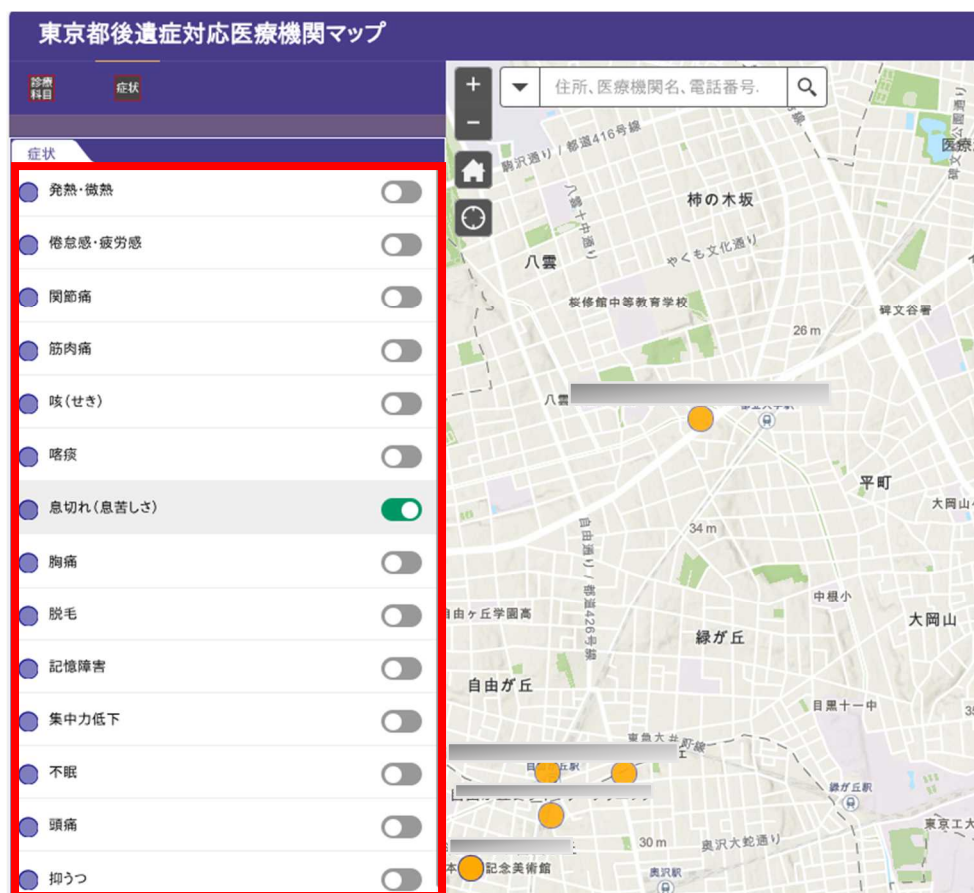 東京都後遺症対応医療機関マップ
診療
科目
症状
症状
発熱・微熱
倦怠感・疲労感
関節痛
筋肉痛
咳(せき)
喀痰
息切れ(息苦しさ)
胸痛
脱毛
記憶障害
集中力低下
不眠
頭痛
抑うつ
+
−
住所、医療機関名、電話番号.
駒沢通り / 都道416号線
柿の木坂
八雲十中通り
八雲
やくも文化通り
桜修館中等教育学校
碑文谷署
26 m
八雲
平町
大岡山
34 m
自由通り / 都道426号線
中根小
自由ヶ丘学園高
大岡山
緑が丘
自由が丘
目黒十一中
東急大井町線
緑が丘駅
東京工大
30 m
奥沢大蛇通り
記念美術館
奥沢駅